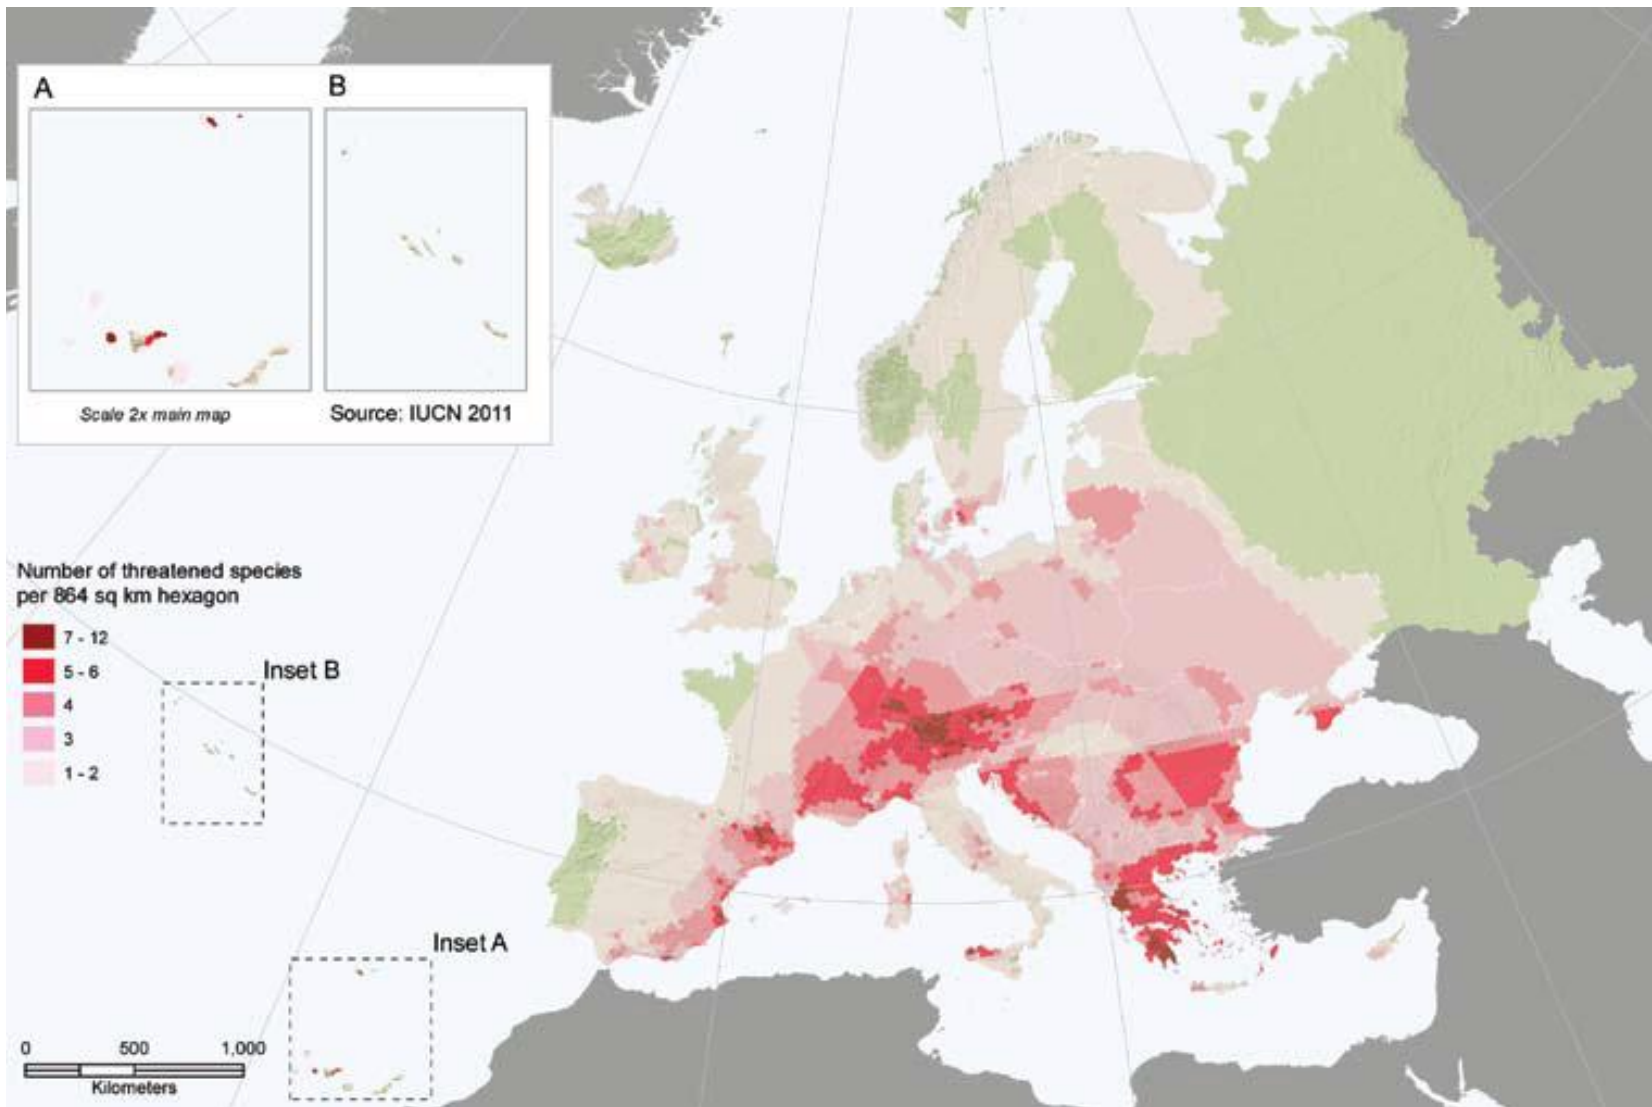 A
B
Scale 2x main map
Source: IUCN 2011
Number of threatened species
per 864 sq km hexagon
7 - 12
5 - 6
4
3
1 - 2
Inset B
Inset A
0 500 1,000
Kilometers